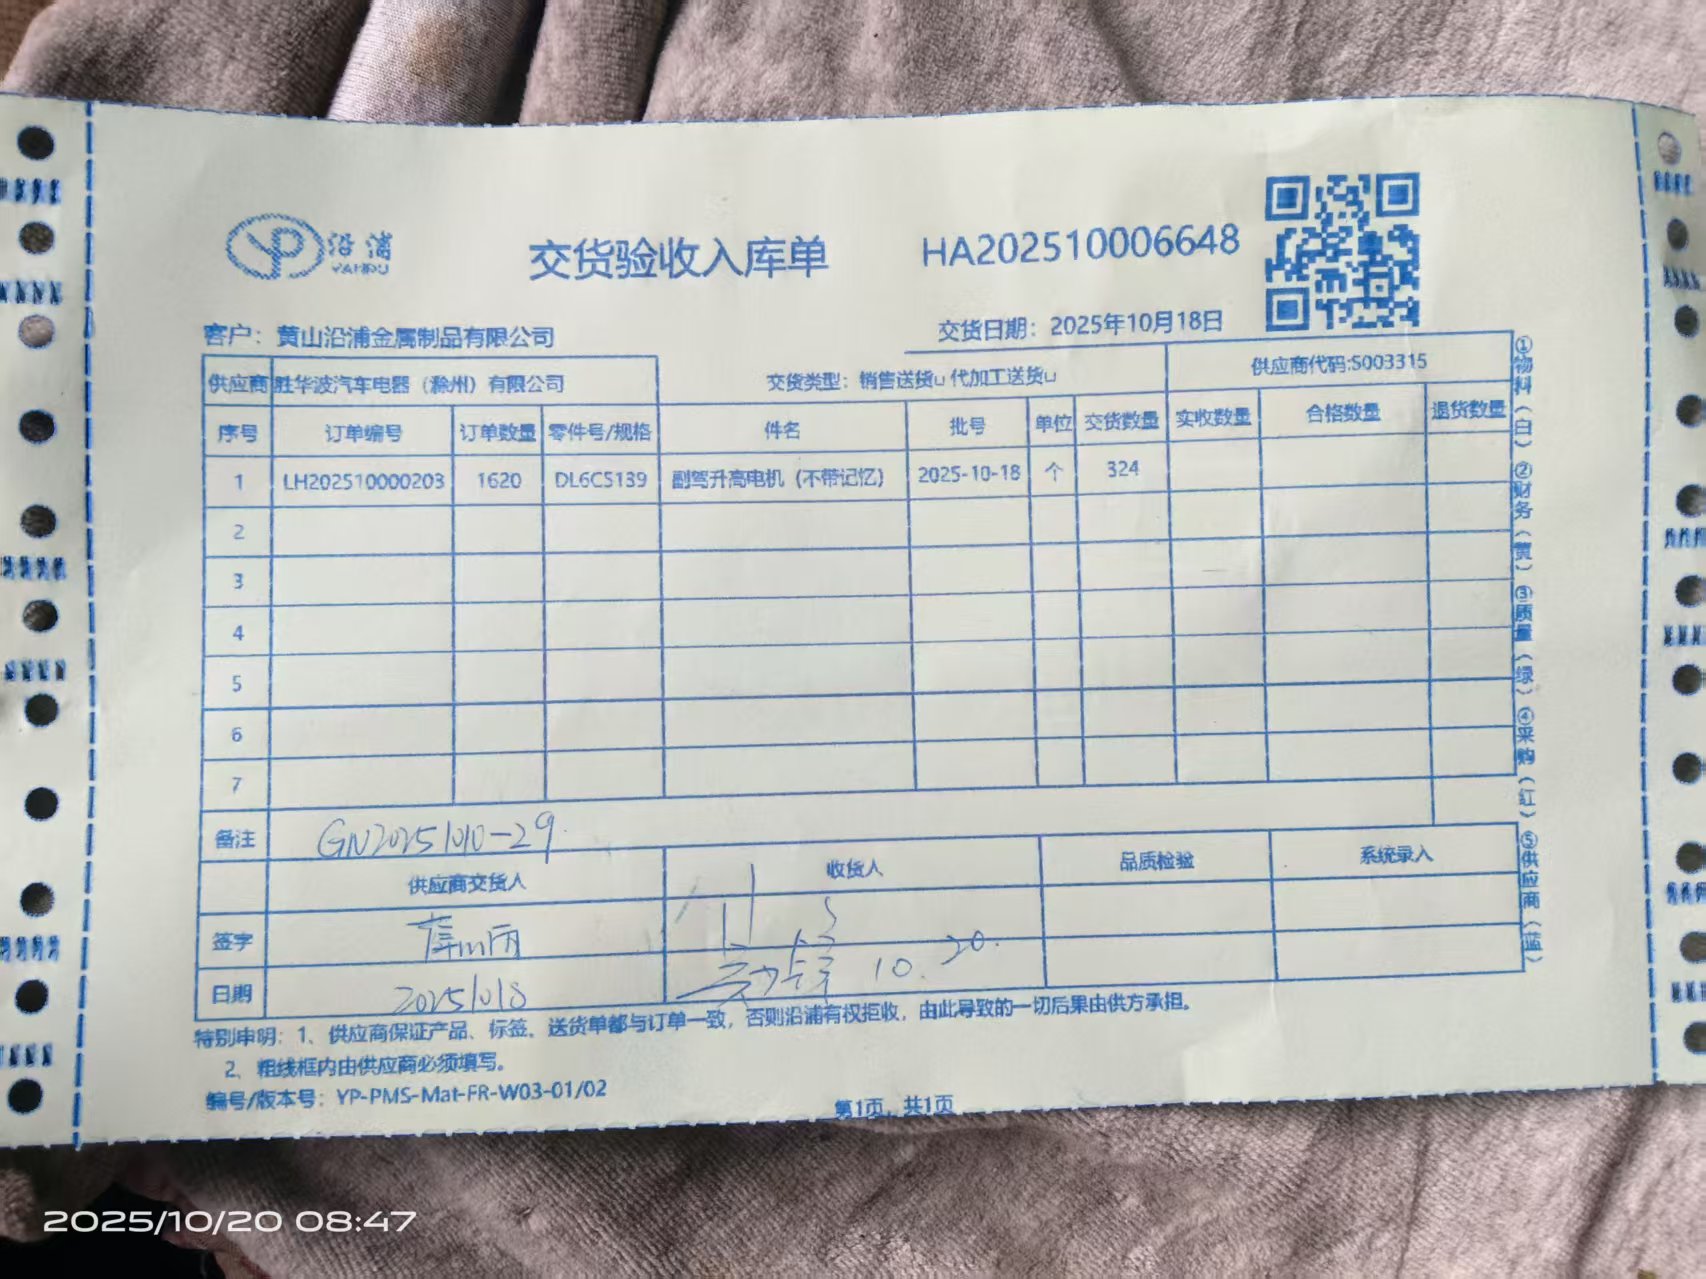 沿浦
YANPU
交货验收入库单
HA202510006648
客户：黄山沿浦金属制品有限公司
交货日期：2025年10月18日
供应商 胜华波汽车电器（滁州）有限公司 交货类型：销售送货u 代加工送货u 供应商代码:S003315
序号 订单编号 订单数量 零件号/规格 件名 批号 单位 交货数量 实收数量 合格数量 退货数量
1 LH202510000203 1620 DL6C5139 副驾升高电机（不带记忆） 2025-10-18 个 324
2
3
4
5
6
7
备注 GN20251010-29
供应商交货人 收货人 品质检验 系统录入
签字
日期 20251018 10.20.
特别申明：1、供应商保证产品、标签、送货单都与订单一致，否则沿浦有权拒收，由此导致的一切后果由供方承担。
2、粗线框内由供应商必须填写。
编号/版本号：YP-PMS-Mat-FR-W03-01/02
第1页，共1页
①物料（白）②财务（黄）③质量（绿）④采购（红）⑤供应商（蓝）
2025/10/20 08:47